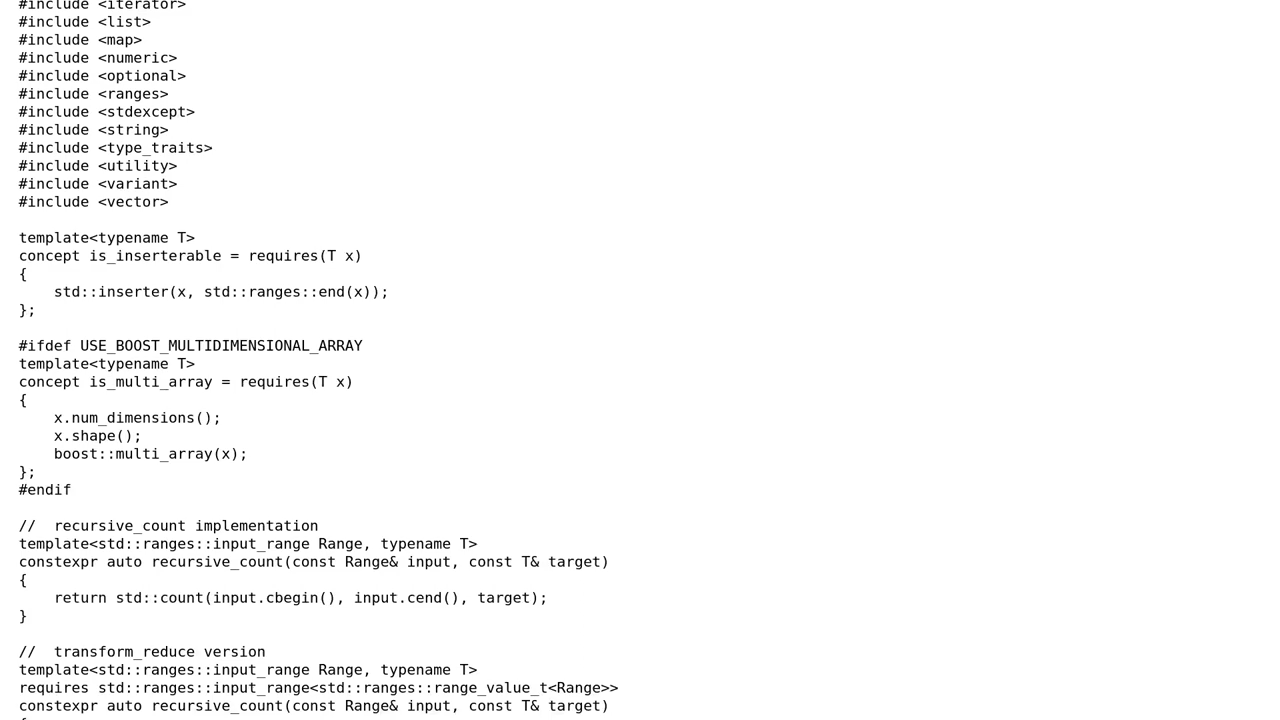 #include <iterator>
#include <list>
#include <map>
#include <numeric>
#include <optional>
#include <ranges>
#include <stdexcept>
#include <string>
#include <type_traits>
#include <utility>
#include <variant>
#include <vector>

template<typename T>
concept is_inserterable = requires(T x)
{
    std::inserter(x, std::ranges::end(x));
};

#ifdef USE_BOOST_MULTIDIMENSIONAL_ARRAY
template<typename T>
concept is_multi_array = requires(T x)
{
    x.num_dimensions();
    x.shape();
    boost::multi_array(x);
};
#endif

//  recursive_count implementation
template<std::ranges::input_range Range, typename T>
constexpr auto recursive_count(const Range& input, const T& target)
{
    return std::count(input.cbegin(), input.cend(), target);
}

//  transform_reduce version
template<std::ranges::input_range Range, typename T>
requires std::ranges::input_range<std::ranges::range_value_t<Range>>
constexpr auto recursive_count(const Range& input, const T& target)
{